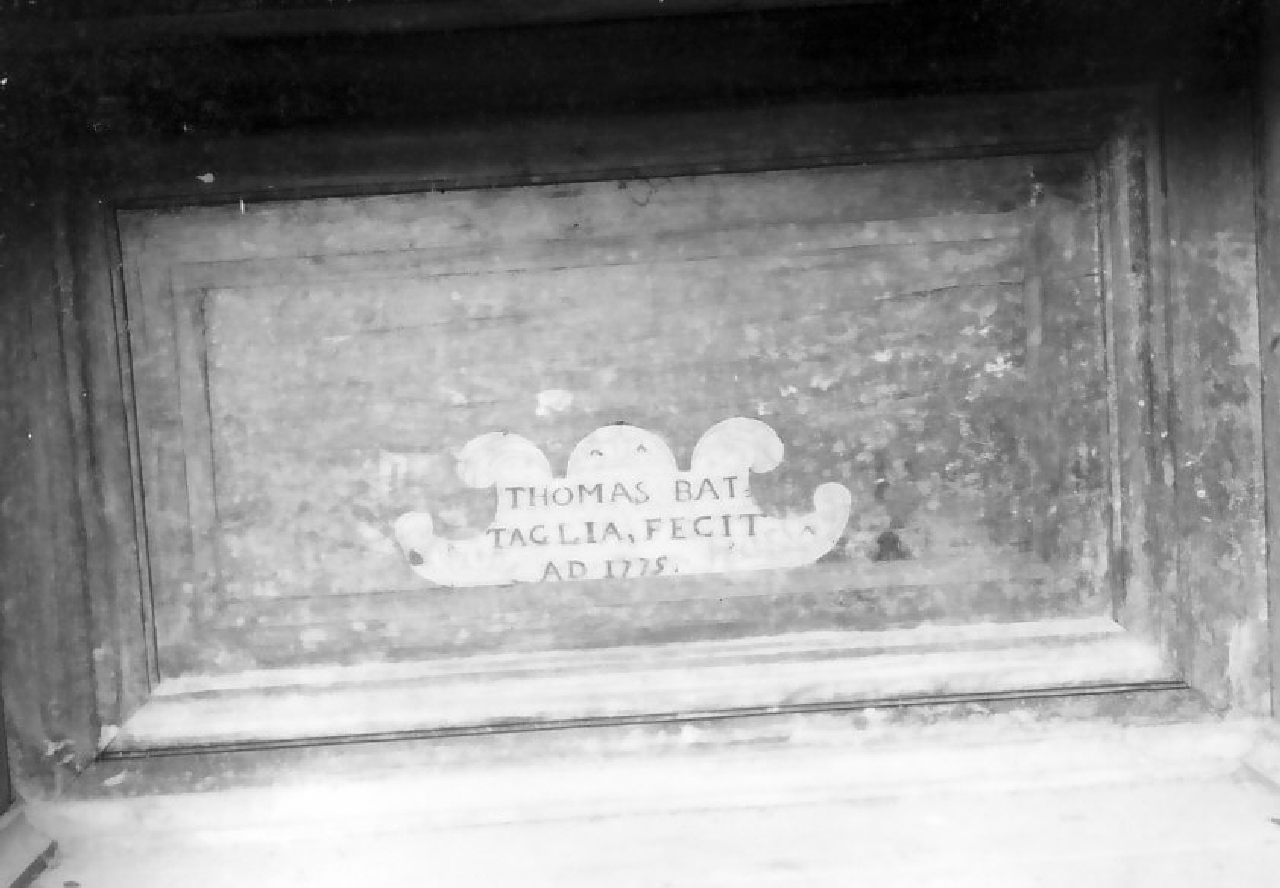 THOMAS BAT:
TAGLIA, FECIT
AD 1775.